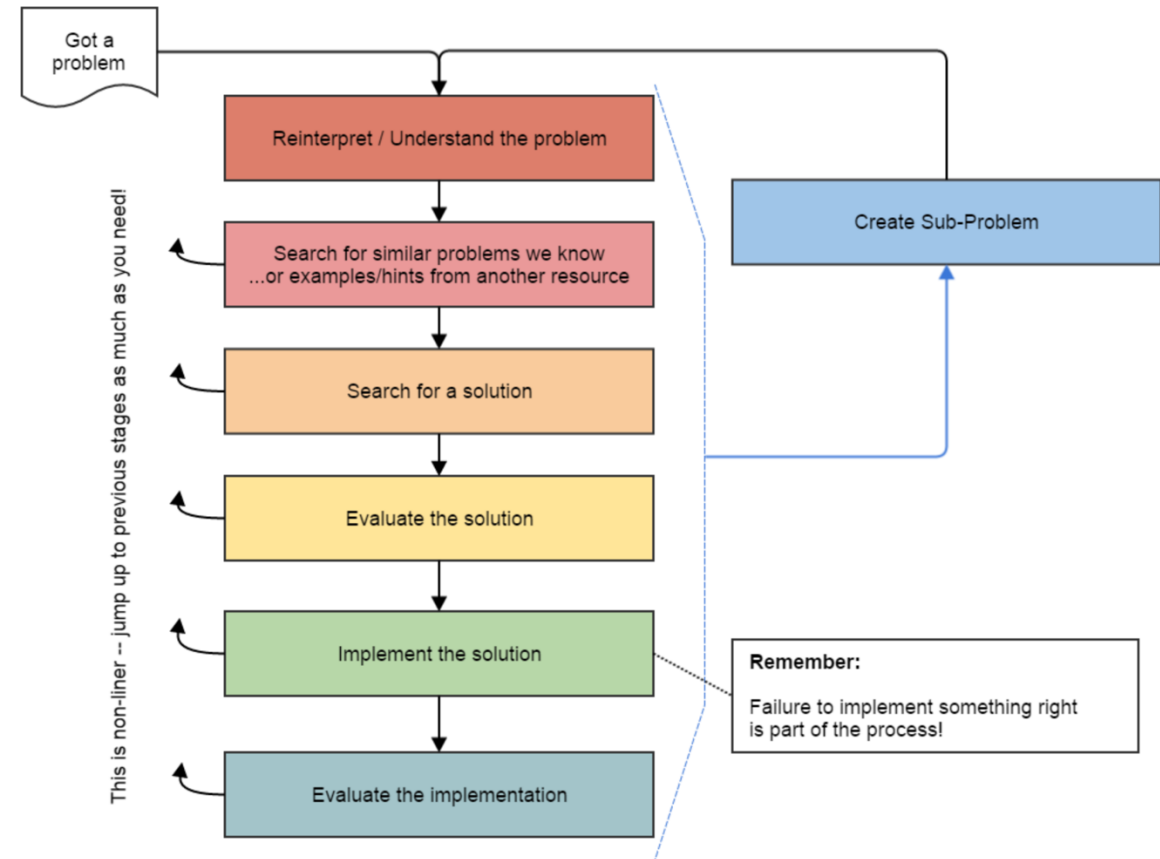 Got a
problem
Reinterpret / Understand the problem
Create Sub-Problem
Search for similar problems we know
...or examples/hints from another resource
Search for a solution
Evaluate the solution
Implement the solution
Remember:
Failure to implement something right
is part of the process!
Evaluate the implementation
This is non-liner -- jump up to previous stages as much as you need!